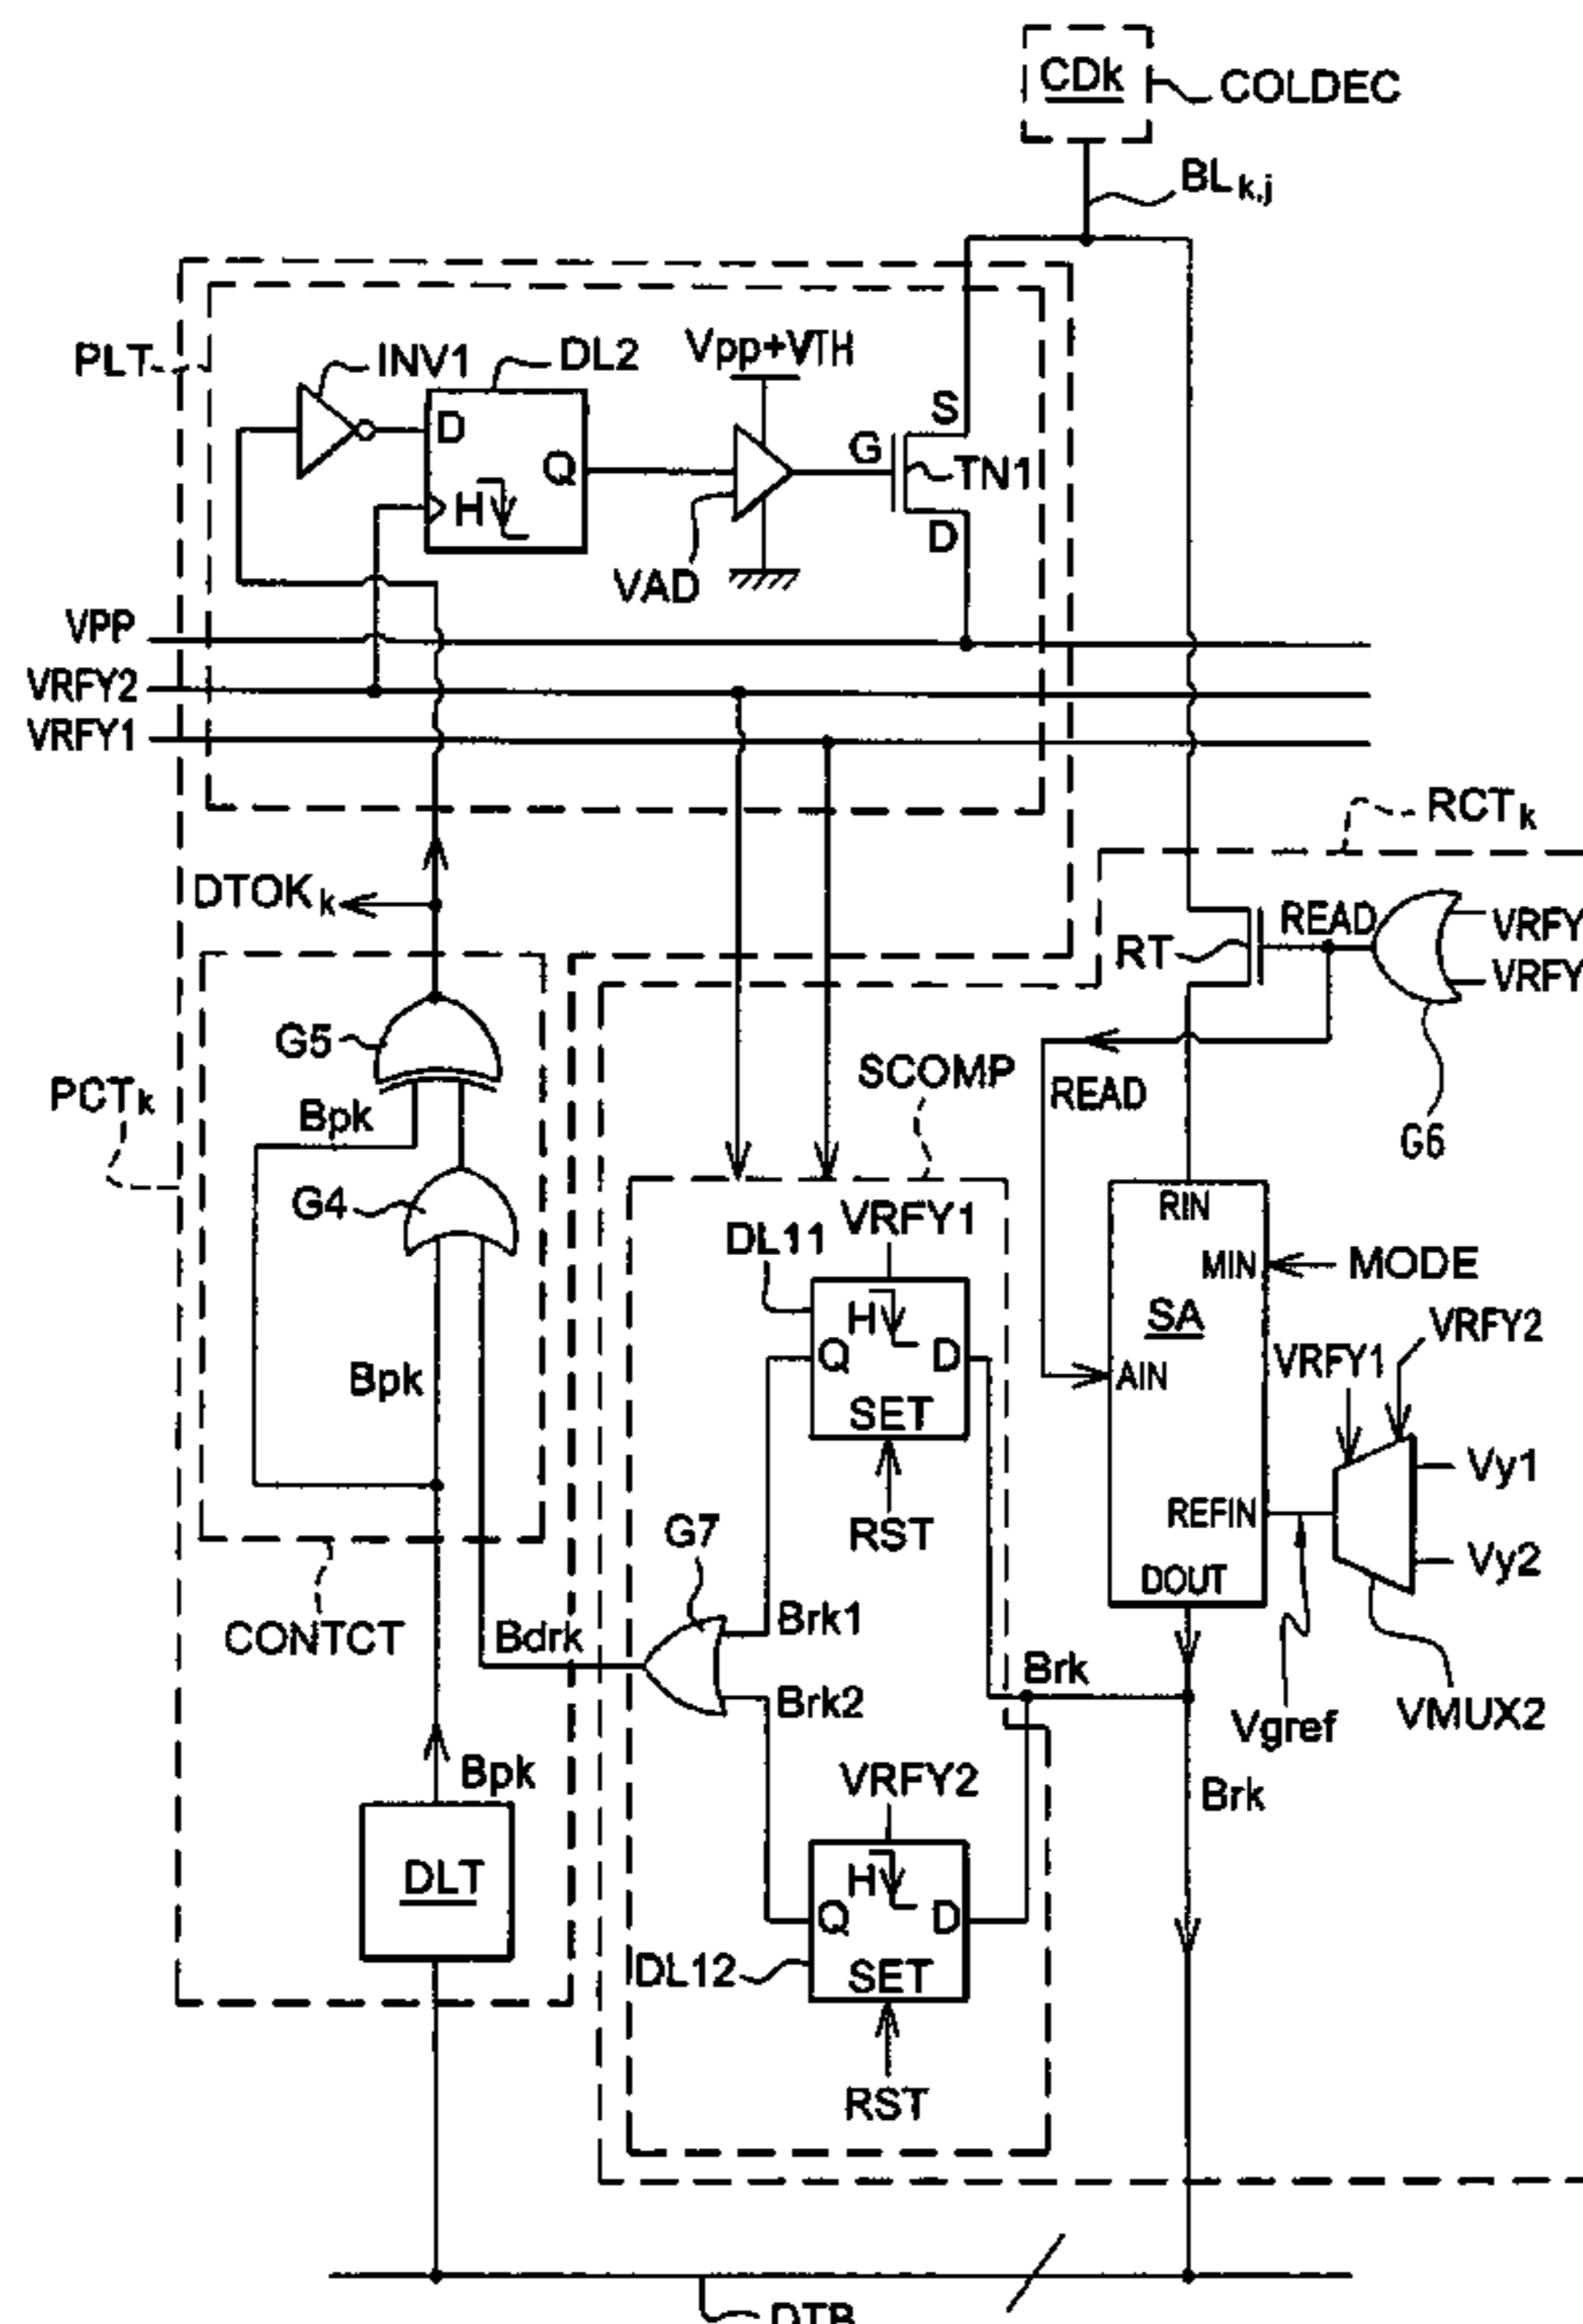 CDk
COLDEC
BLk,j
PLT
INV1
DL2
Vpp+VTH
D
Q
H
G
S
TN1
D
VAD
VPP
VRFY2
VRFY1
RCTk
DTOKk
READ
VRFY
VRFY
RT
G5
READ
G6
SCOMP
PCTk
Bpk
G4
RIN
VRFY1
DL11
MIN
MODE
SA
H
VRFY2
VRFY1
Bpk
Q
D
AIN
SET
Vy1
REFIN
RST
G7
Vy2
DOUT
CONTCT
Brk1
Bdrk
Brk
Brk2
Vgref
VMUX2
Bpk
VRFY2
Brk
DLT
H
Q
D
DL12
SET
RST
DTB